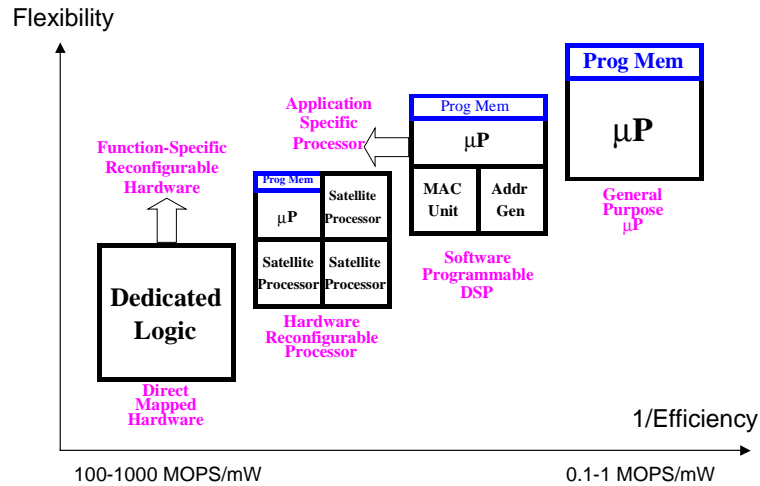 Flexibility
Prog Mem
μP
General
Purpose
μP
Application
Specific
Processor
Prog Mem
μP
MAC
Unit
Addr
Gen
Software
Programmable
DSP
Function-Specific
Reconfigurable
Hardware
Prog Mem
μP
Satellite
Processor
Satellite
Processor
Satellite
Processor
Hardware
Reconfigurable
Processor
Dedicated
Logic
Direct
Mapped
Hardware
1/Efficiency
100-1000 MOPS/mW
0.1-1 MOPS/mW